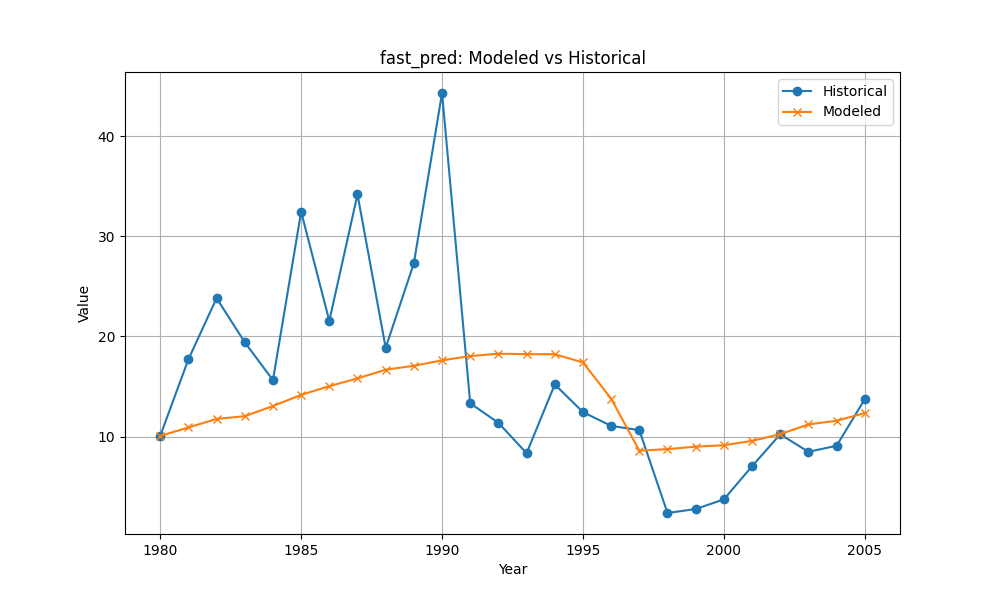 fast_pred: Modeled vs Historical
Historical
Modeled
40
30
20
10
Value
1980
1985
1990
1995
2000
2005
Year